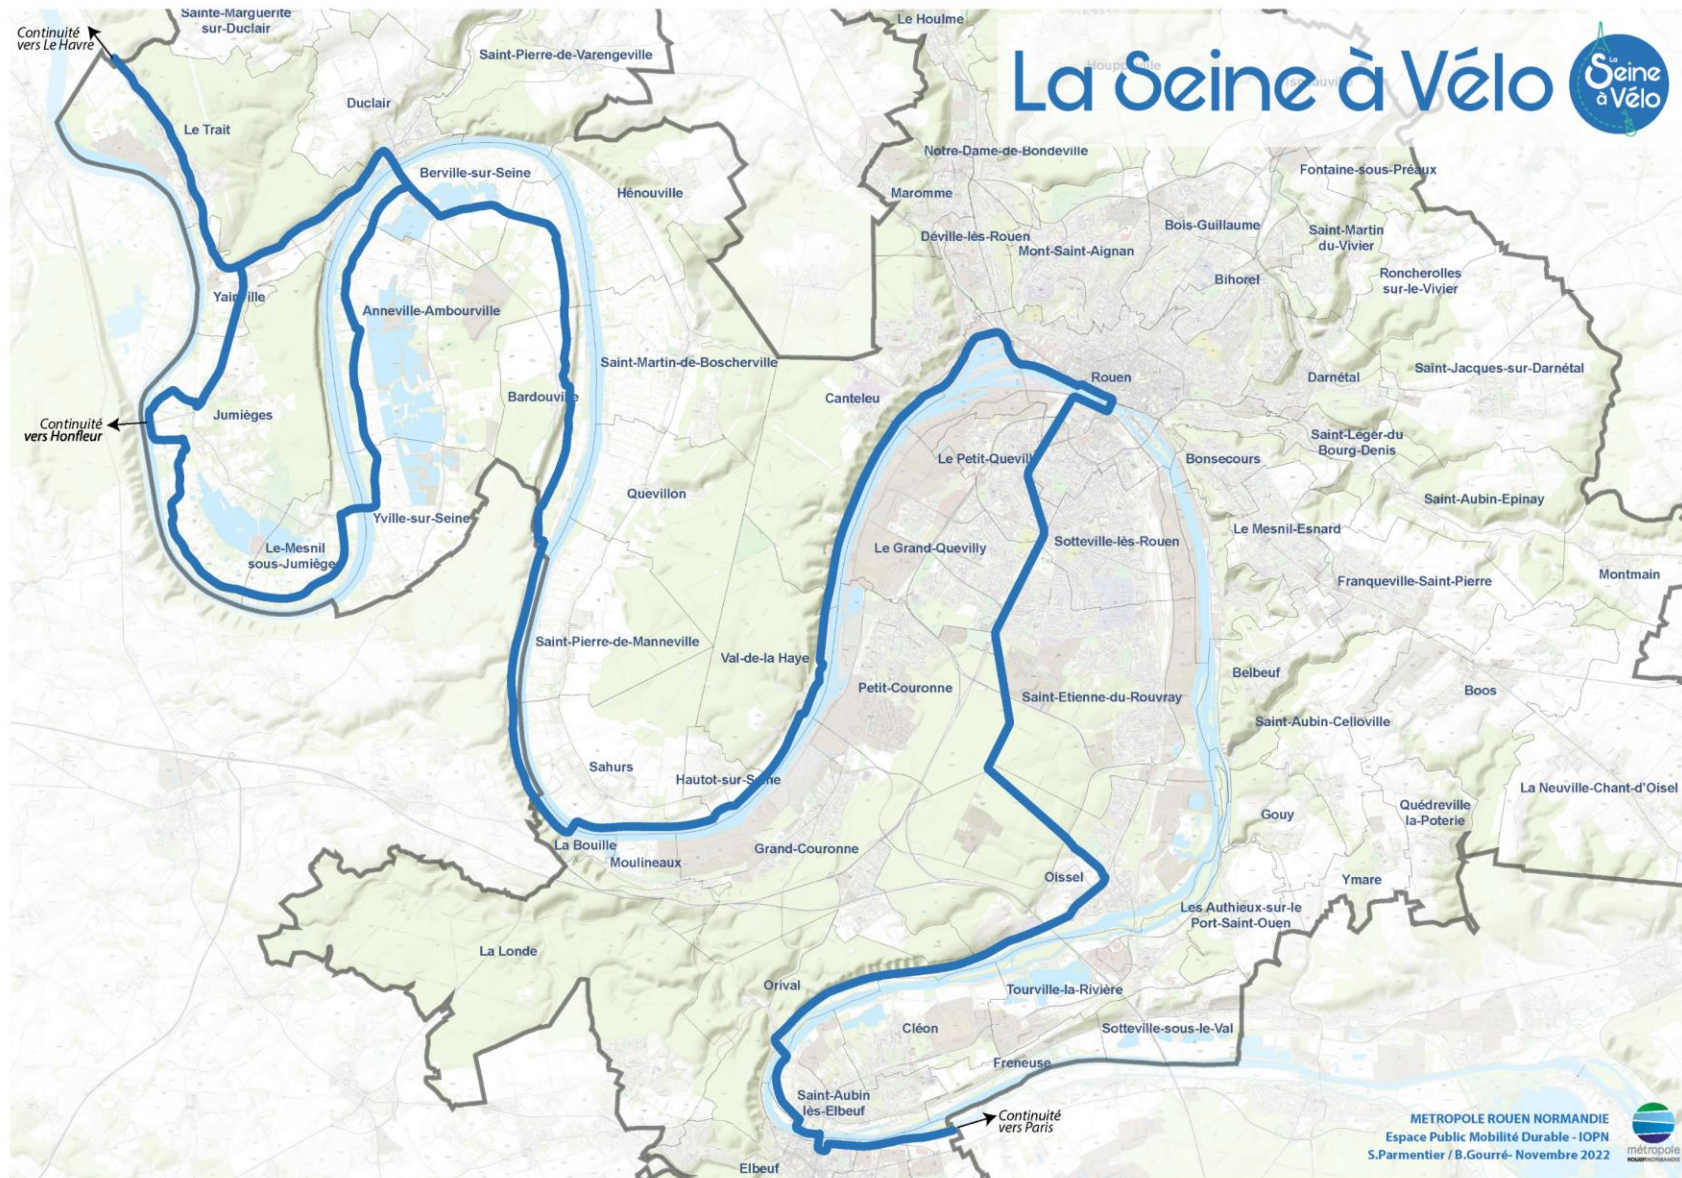 Continuité
vers Le Havre
Sainte-Marguerite
sur-Duclair
Saint-Pierre-de-Varengeville
Le Houlme
La Seine à Vélo
La
Seine
à Vélo
Duclair
Le Trait
Berville-sur-Seine
Hénouville
Notre-Dame-de-Bondeville
Maromme
Fontaine-sous-Préaux
Bois-Guillaume
Saint-Martin
du-Vivier
Déville-lès-Rouen
Mont-Saint-Aignan
Bihorel
Roncherolles
sur-le-Vivier
Yainville
Anneville-Ambourville
Saint-Martin-de-Boscherville
Rouen
Darnétal
Saint-Jacques-sur-Darnétal
Canteleu
Bardouville
Jumièges
Continuité
vers Honfleur
Saint-Léger-du
Bourg-Denis
Le Petit-Quevill
Bonsecours
Quevillon
Saint-Aubin-Epinay
Yville-sur-Seine
Le Mesnil-Esnard
Le-Mesnil
sous-Jumiège
Le Grand-Quevilly
Sotteville-lès-Rouen
Franqueville-Saint-Pierre
Montmain
Saint-Pierre-de-Manneville
Val-de-la Haye
Belbeuf
Petit-Couronne
Saint-Etienne-du-Rouvray
Boos
Saint-Aubin-Celloville
Sahurs
Hautot-sur-Seine
La Neuville-Chant-d'Oisel
Gouy
Quédreville
la-Poterie
La Bouille
Moulineaux
Grand-Couronne
Oissel
Ymare
Les Authieux-sur-le
Port-Saint-Ouen
La Londe
Orival
Tourville-la-Rivière
Cléon
Sotteville-sous-le-Val
Freneuse
Saint-Aubin
lès-Elbeuf
Continuité
vers Paris
Elbeuf
METROPOLE ROUEN NORMANDIE
Espace Public Mobilité Durable - IOPN
S.Parmentier / B.Gourré- Novembre 2022
métropole
ROUENNORMANDIE